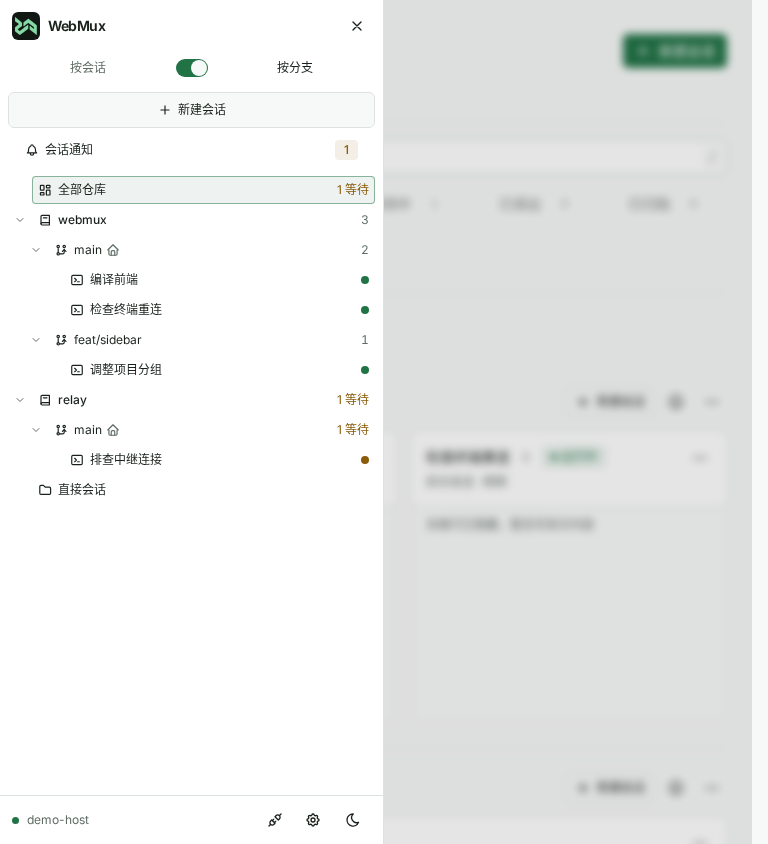 WebMux
按会话 按分支
新建会话
会话通知 1
全部仓库 1 等待
webmux 3
main 2
编译前端
检查终端重连
feat/sidebar 1
调整项目分组
relay 1 等待
main 1 等待
排查中继连接
直接会话
demo-host